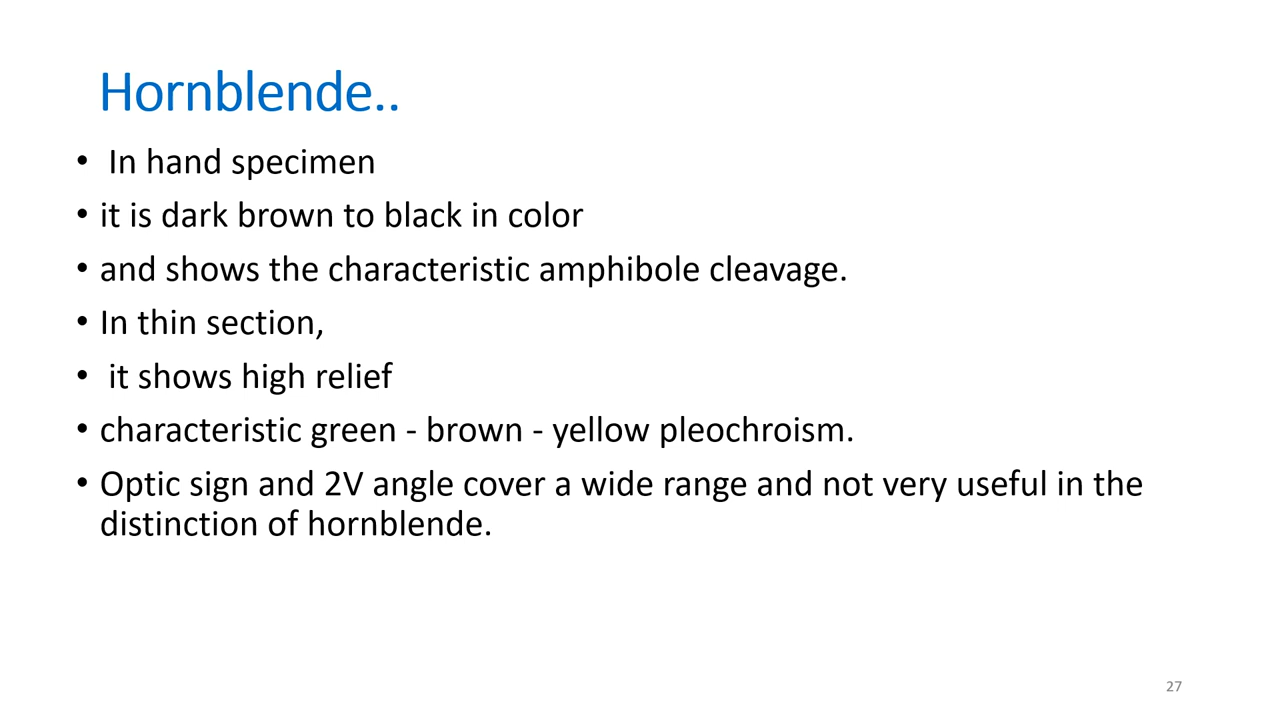 Hornblende..
• In hand specimen
• it is dark brown to black in color
• and shows the characteristic amphibole cleavage.
• In thin section,
• it shows high relief
• characteristic green - brown - yellow pleochroism.
• Optic sign and 2V angle cover a wide range and not very useful in the
distinction of hornblende.
27